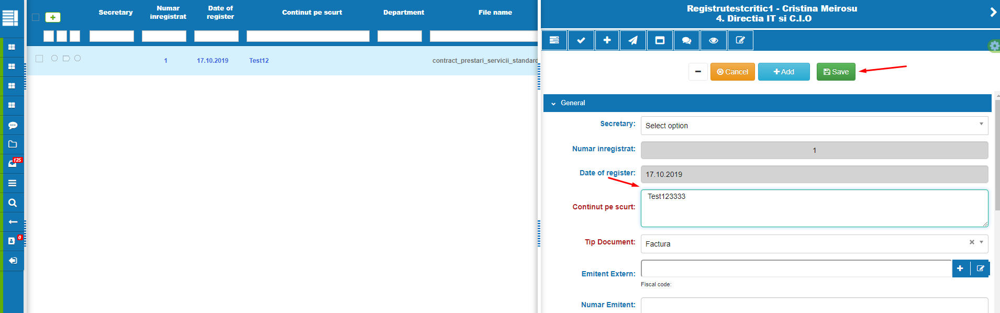 Secretary
Numar
inregistrat
Date of
register
Continut pe scurt
Department
File name
1
17.10.2019
Test12
contract_prestari_servicii_standard
125
0
Registrutestcritic1 - Cristina Meirosu
4. Directia IT si C.I.O
Cancel
Add
Save
General
Secretary:
Select option
Numar inregistrat:
1
Date of register:
17.10.2019
Continut pe scurt:
Test123333
Tip Document:
Factura
Emitent Extern:
Fiscal code:
Numar Emitent: